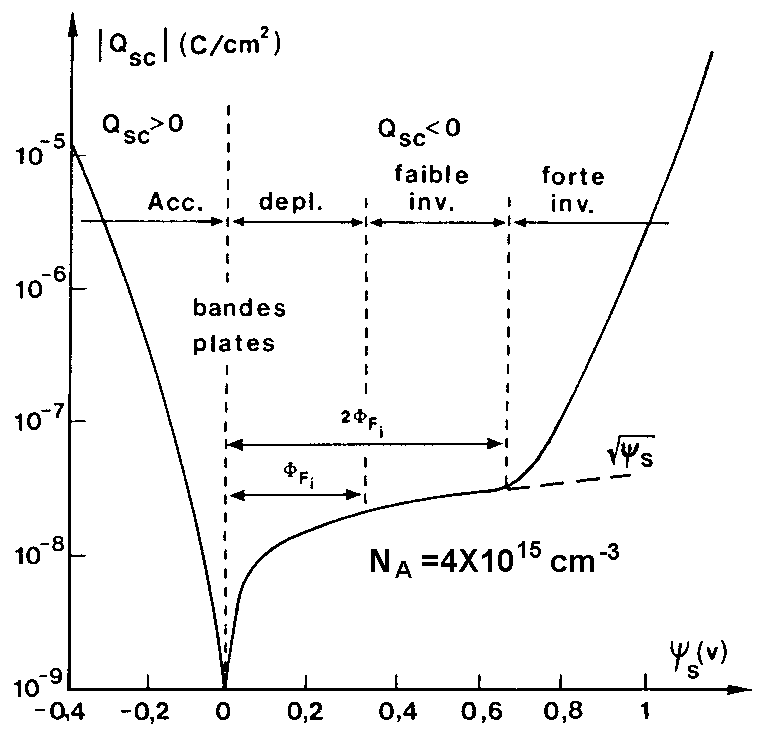 |Q_sc| (C/cm²)
Q_sc>0
Q_sc<0
Acc.
depl.
faible
inv.
forte
inv.
bandes
plates
2Φ_Fi
Φ_Fi
√Ψ_s
N_A =4X10¹⁵ cm⁻³
10⁻⁵
10⁻⁶
10⁻⁷
10⁻⁸
10⁻⁹
-0,4
-0,2
0
0,2
0,4
0,6
0,8
1
Ψ_s(v)